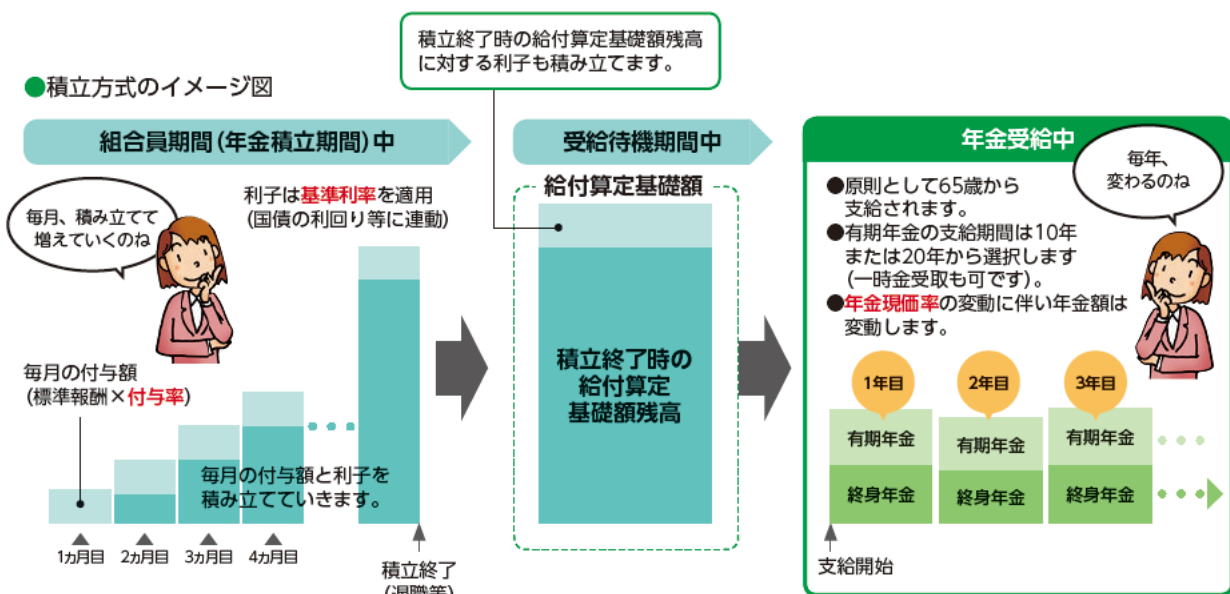 積立終了時の給付算定基礎額残高
に対する利子も積み立てます。
●積立方式のイメージ図
組合員期間(年金積立期間)中
毎月、積み立てて
増えていくのね
利子は基準利率を適用
(国債の利回り等に連動)
毎月の付与額
(標準報酬×付与率)
毎月の付与額と利子を
積み立てていきます。
1ヵ月目
2ヵ月目
3ヵ月目
4ヵ月目
積立終了
(退職等)
受給待機期間中
給付算定基礎額
積立終了時の
給付算定
基礎額残高
年金受給中
毎年、
変わるのね
●原則として65歳から
支給されます。
●有期年金の支給期間は10年
または20年から選択します
(一時金受取も可です)。
●年金現価率の変動に伴い年金額は
変動します。
1年目
2年目
3年目
有期年金
有期年金
有期年金
終身年金
終身年金
終身年金
支給開始